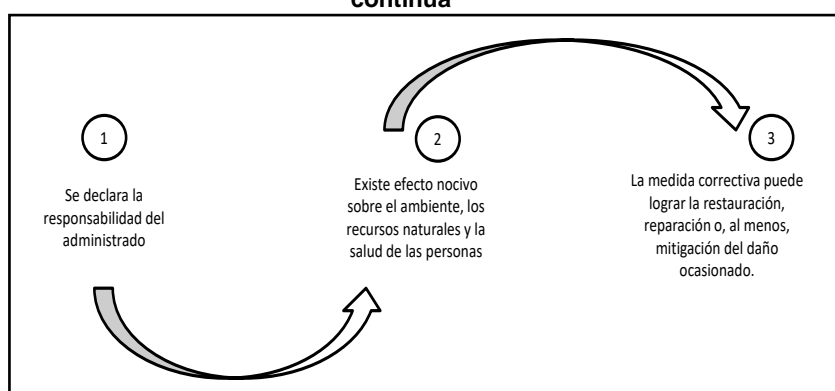 continua
1
Se declara la
responsabilidad del
administrado
2
Existe efecto nocivo
sobre el ambiente, los
recursos naturales y la
salud de las personas
3
La medida correctiva puede
lograr la restauración,
reparación o, al menos,
mitigación del daño
ocasionado.